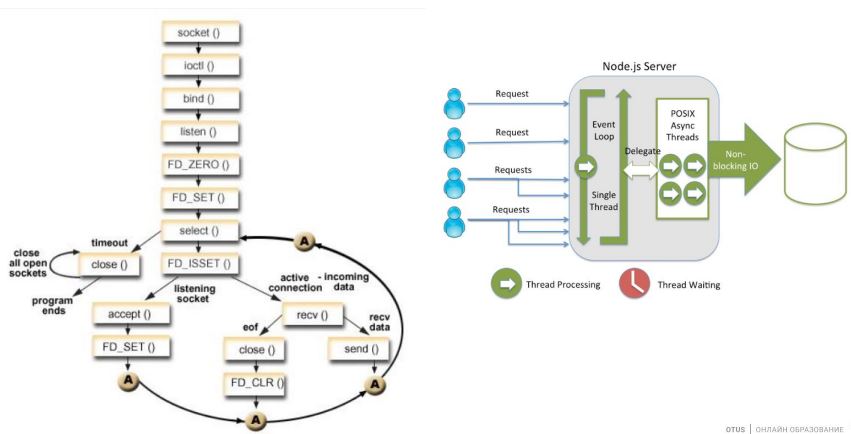 socket ()
ioctl ()
bind ()
listen ()
FD_ZERO ()
FD_SET ()
select ()
A
timeout
close
all open
sockets
close ()
FD_ISSET ()
program
ends
listening
socket
active
connection
- incoming
data
accept ()
recv ()
eof
recv
data
FD_SET ()
close ()
send ()
A
FD_CLR()
A
A
Node.js Server
Request
Request
Requests
Requests
Event
Loop
Single
Thread
Delegate
POSIX
Async
Threads
Non-
blocking IO
Thread Processing
Thread Waiting
OTUS | ОНЛАЙН ОБРАЗОВАНИЕ